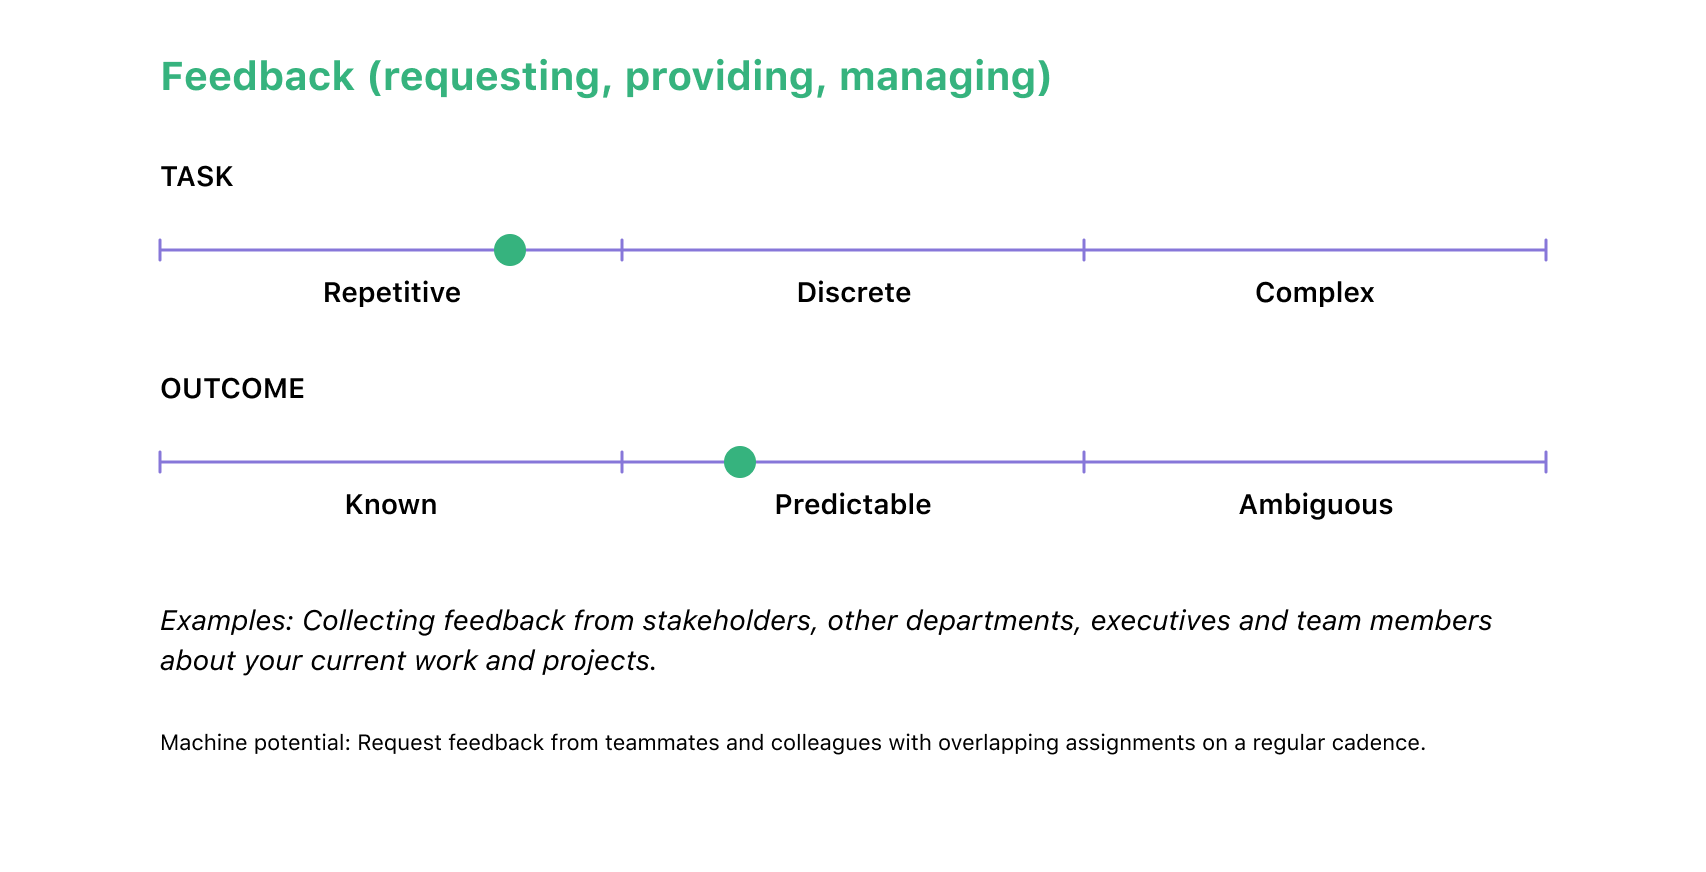 Feedback (requesting, providing, managing)
TASK
Repetitive
Discrete
Complex
OUTCOME
Known
Predictable
Ambiguous
Examples: Collecting feedback from stakeholders, other departments, executives and team members
about your current work and projects.
Machine potential: Request feedback from teammates and colleagues with overlapping assignments on a regular cadence.